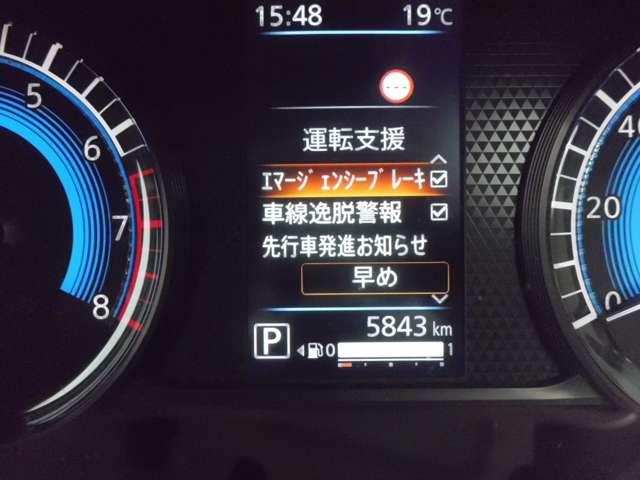 15:48 19℃
---
運転支援
ｴﾏｰｼﾞｪﾝｼｰﾌﾞﾚｰｷ
車線逸脱警報
先行車発進お知らせ
早め
5843 km
P 0 1
5
6
7
8
40
20
0